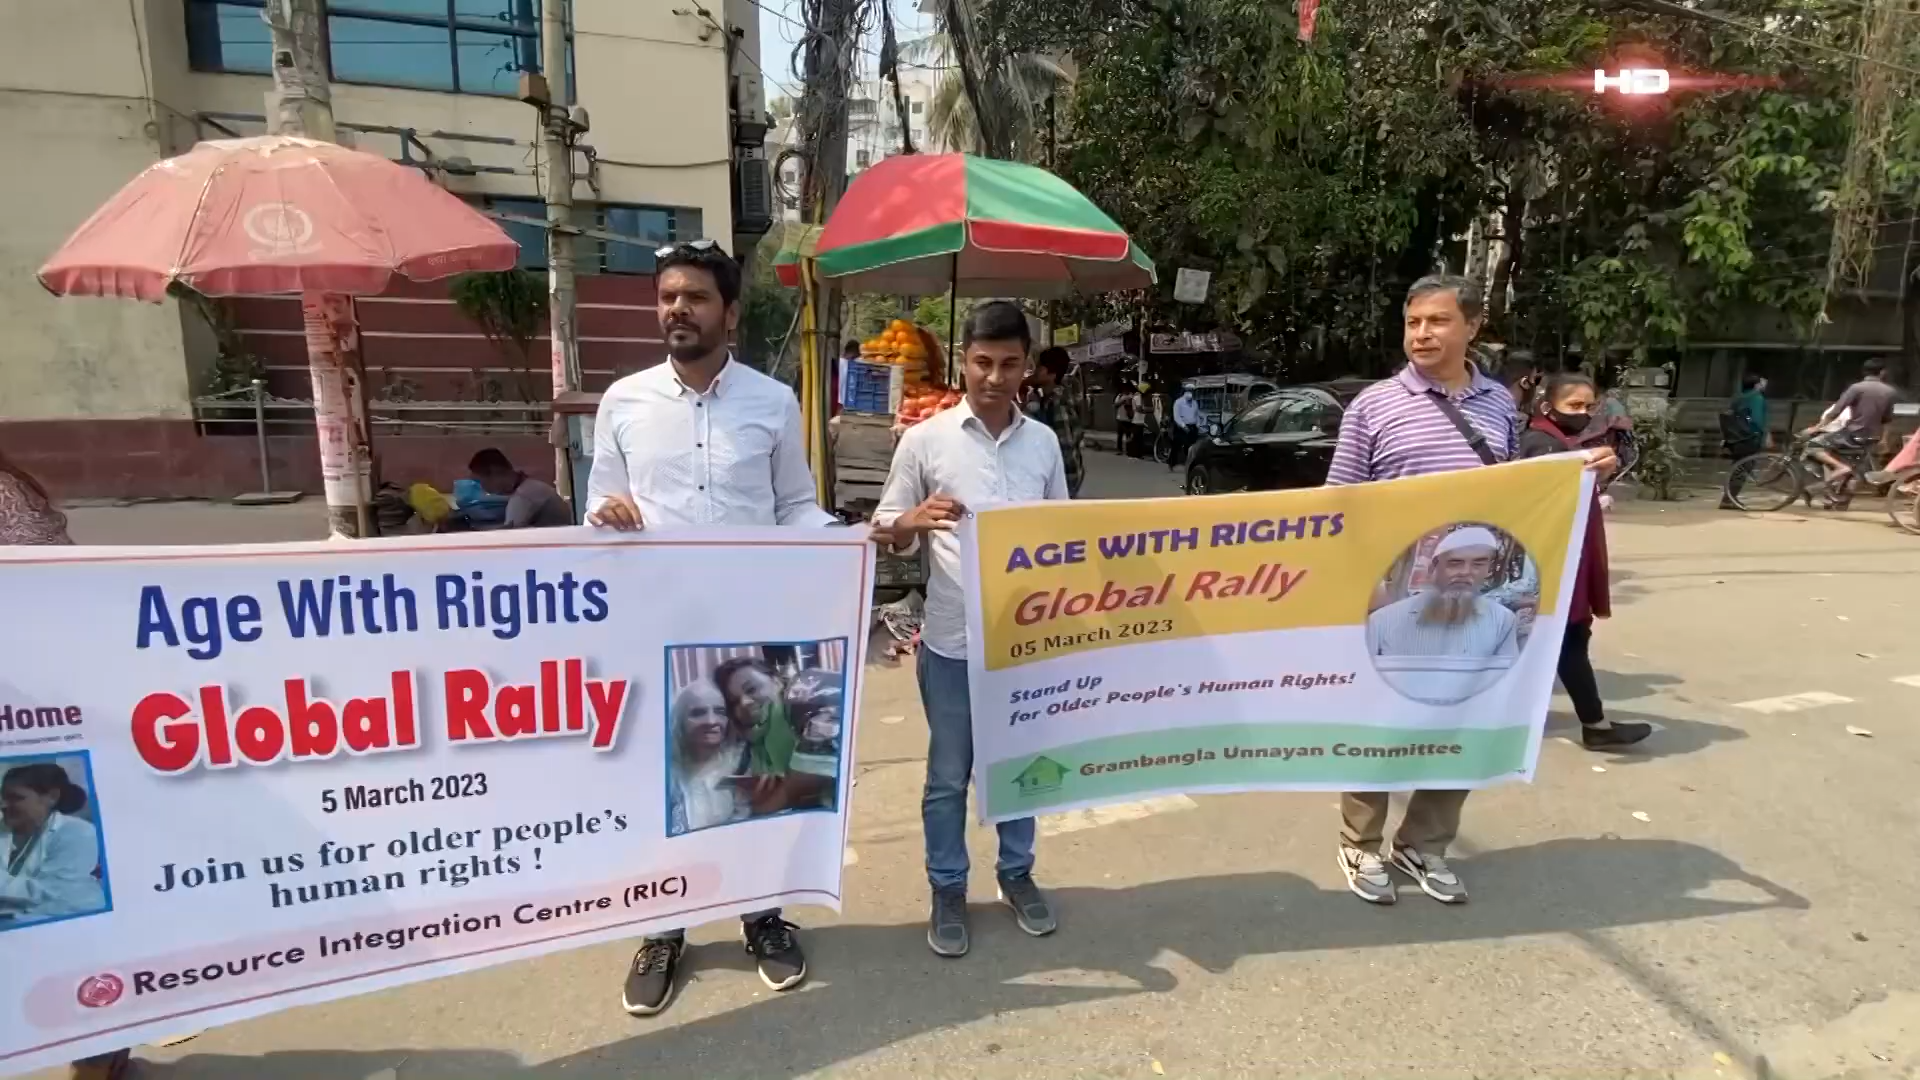 HD
Home
Age With Rights
Global Rally
5 March 2023
Join us for older people's
human rights !
Resource Integration Centre (RIC)
AGE WITH RIGHTS
Global Rally
05 March 2023
Stand Up
for Older People's Human Rights!
Grambangla Unnayan Committee